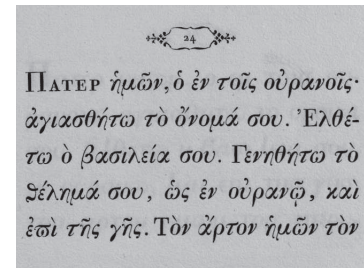 24
Πατερ ἡμῶν, ὁ ἐν τοῖς οὐρανοῖς·
ἁγιασθήτω τὸ ὄνομά σου. Ἐλθέ-
τω ὁ βασιλεία σου. Γενηθήτω τὸ
ϑέλημά σου, ὡς ἐν οὐρανῷ, καὶ
ἐϖὶ τῆς γῆς. Τὸν ἄρτον ἡμῶν τὸν